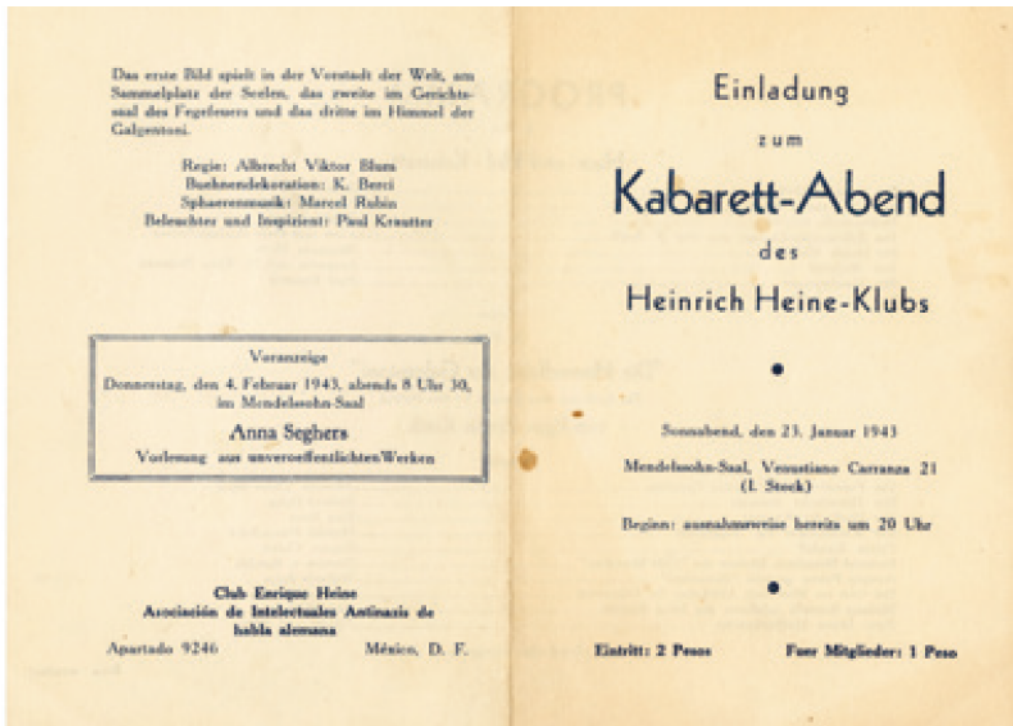 Das erste Bild spielt in der Vorstadt der Welt, am
Sammelplatz der Seelen, das zweite im Gerichts-
saal des Fegefeuers und das dritte im Himmel der
Galgentoni.
Regie: Albrecht Viktor Blum
Buehnendekoration: K. Berci
Sphaerenmusik: Marcel Rubin
Beleuchter und Inspizient: Paul Krautter
Voranzeige
Donnerstag, den 4. Februar 1943, abends 8 Uhr 30,
im Mendelssohn-Saal
Anna Seghers
Vorlesung aus unveroeffentlichten Werken
Club Enrique Heine
Asociación de Intelectuales Antinazis de
habla alemana
Apartado 9246 México, D. F.
Einladung
zum
Kabarett-Abend
des
Heinrich Heine-Klubs
Sonnabend, den 23. Januar 1943
Mendelssohn-Saal, Venustiano Carranza 21
(I. Stock)
Beginn: ausnahmsweise bereits um 20 Uhr
Eintritt: 2 Pesos Fuer Mitglieder: 1 Peso